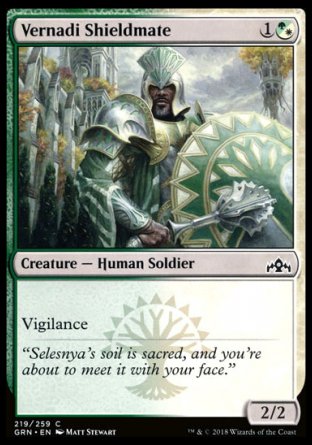 Vernadi Shieldmate 1
Creature — Human Soldier
Vigilance
“Selesnya’s soil is sacred, and you’re
about to meet it with your face.”
2/2
219/259 C
GRN • EN Matt Stewart
™ & © 2018 Wizards of the Coast